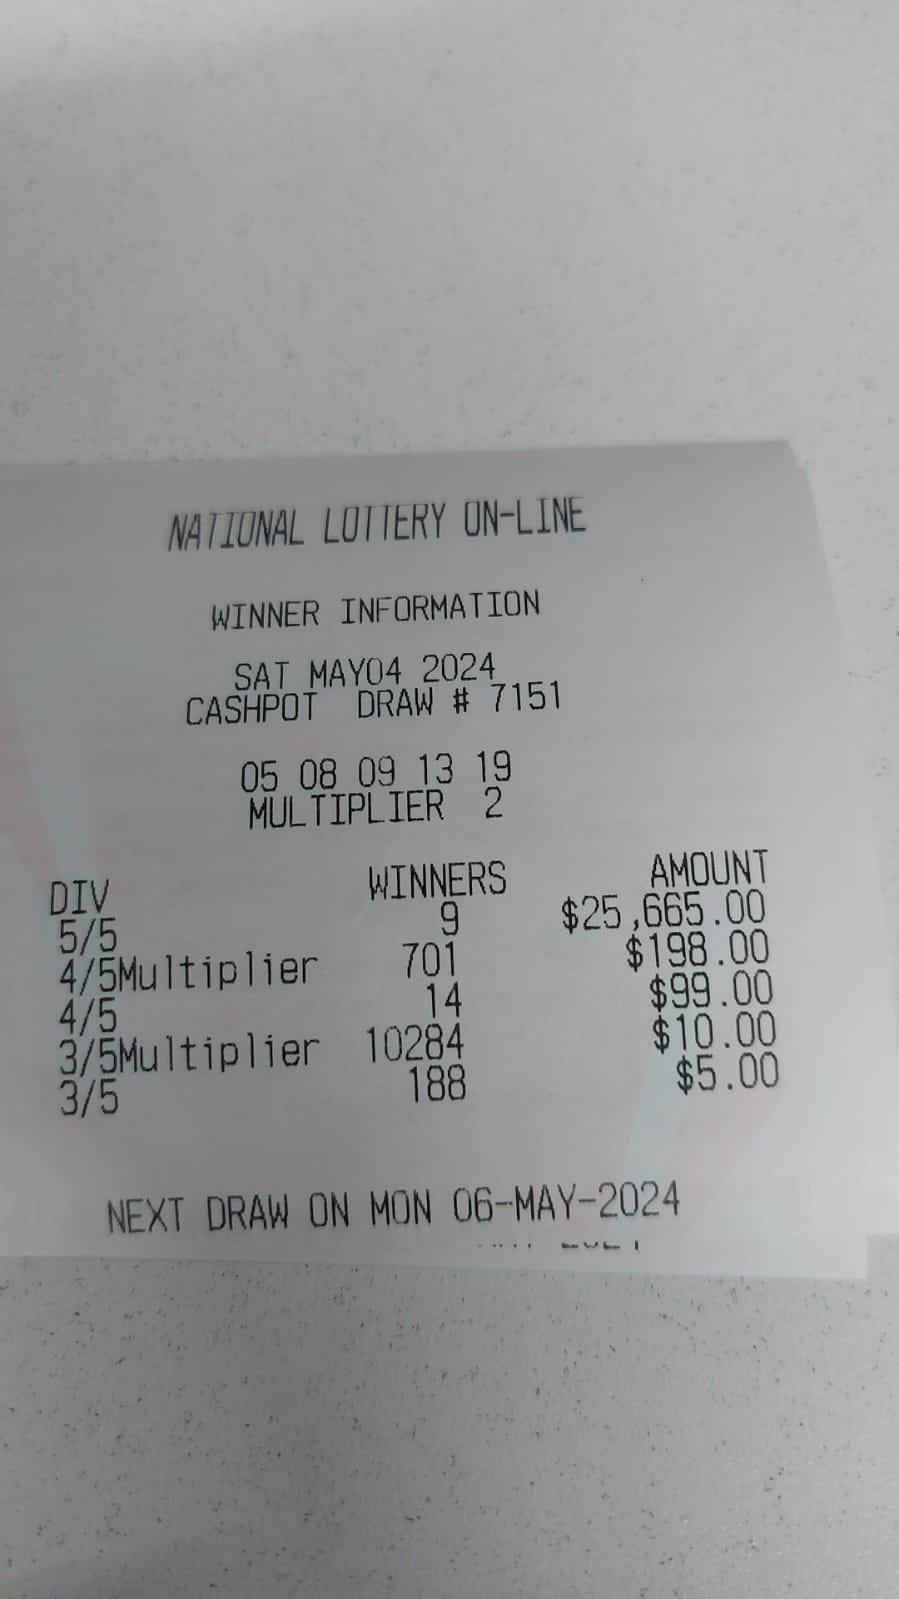 NATIONAL LOTTERY ON-LINE
WINNER INFORMATION
SAT MAY04 2024
CASHPOT DRAW # 7151
05 08 09 13 19
MULTIPLIER 2
DIV WINNERS AMOUNT
5/5 9 $25,665.00
4/5Multiplier 701 $198.00
4/5 14 $99.00
3/5Multiplier 10284 $10.00
3/5 188 $5.00
NEXT DRAW ON MON 06-MAY-2024